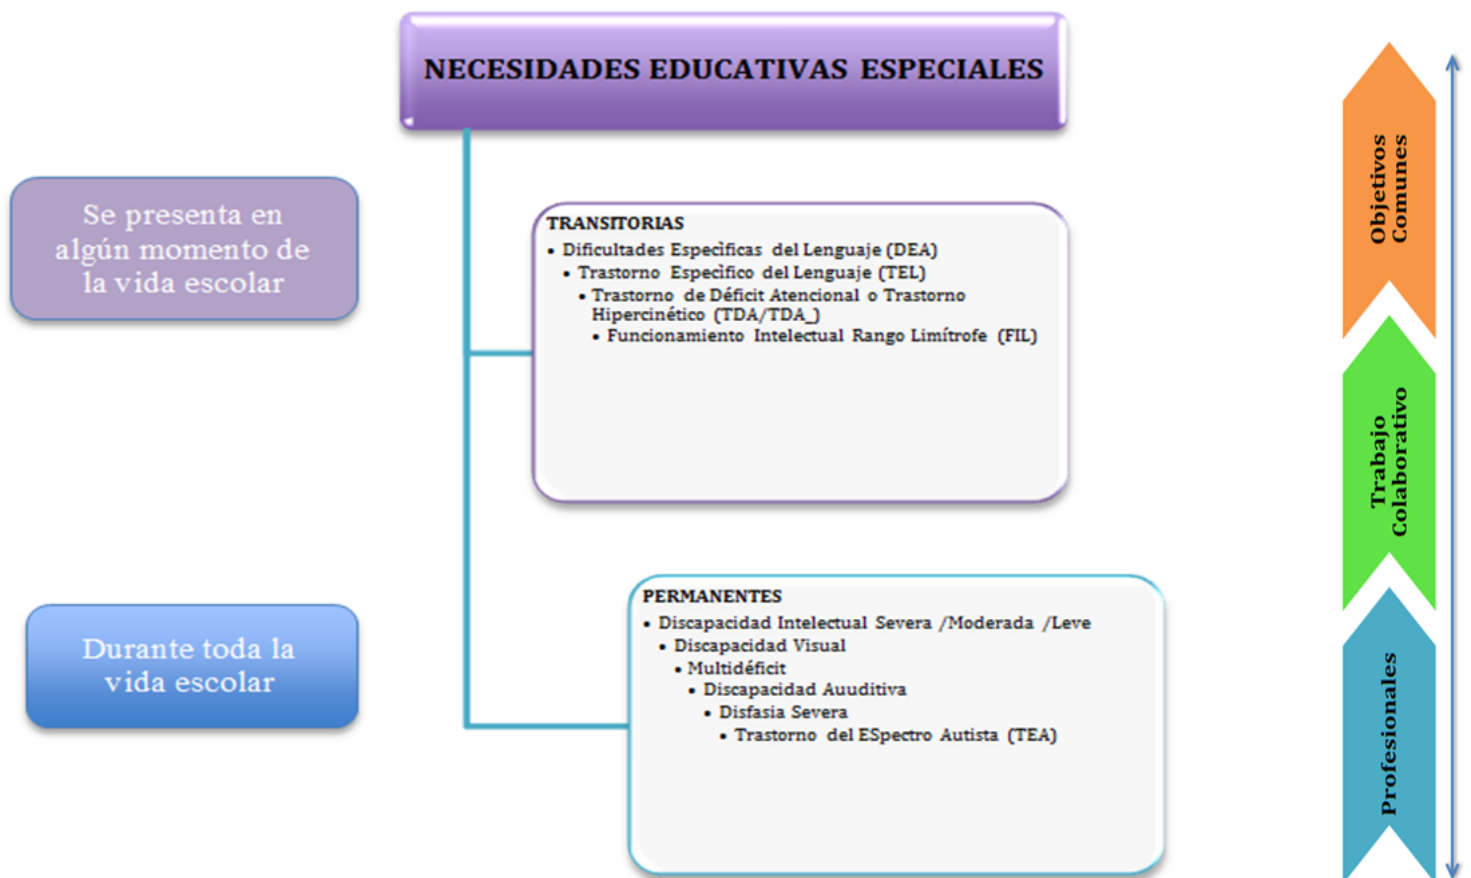 NECESIDADES EDUCATIVAS ESPECIALES
Se presenta en
algún momento de
la vida escolar
TRANSITORIAS
• Dificultades Especìficas del Lenguaje (DEA)
• Trastorno Especìfico del Lenguaje (TEL)
• Trastorno de Déficit Atencional o Trastorno
Hipercinético (TDA/TDA_)
• Funcionamiento Intelectual Rango Limítrofe (FIL)
Durante toda la
vida escolar
PERMANENTES
• Discapacidad Intelectual Severa /Moderada /Leve
• Discapacidad Visual
• Multidéficit
• Discapacidad Auuditiva
• Disfasia Severa
• Trastorno del ESpectro Autista (TEA)
Objetivos
Comunes
Trabajo
Colaborativo
Profesionales